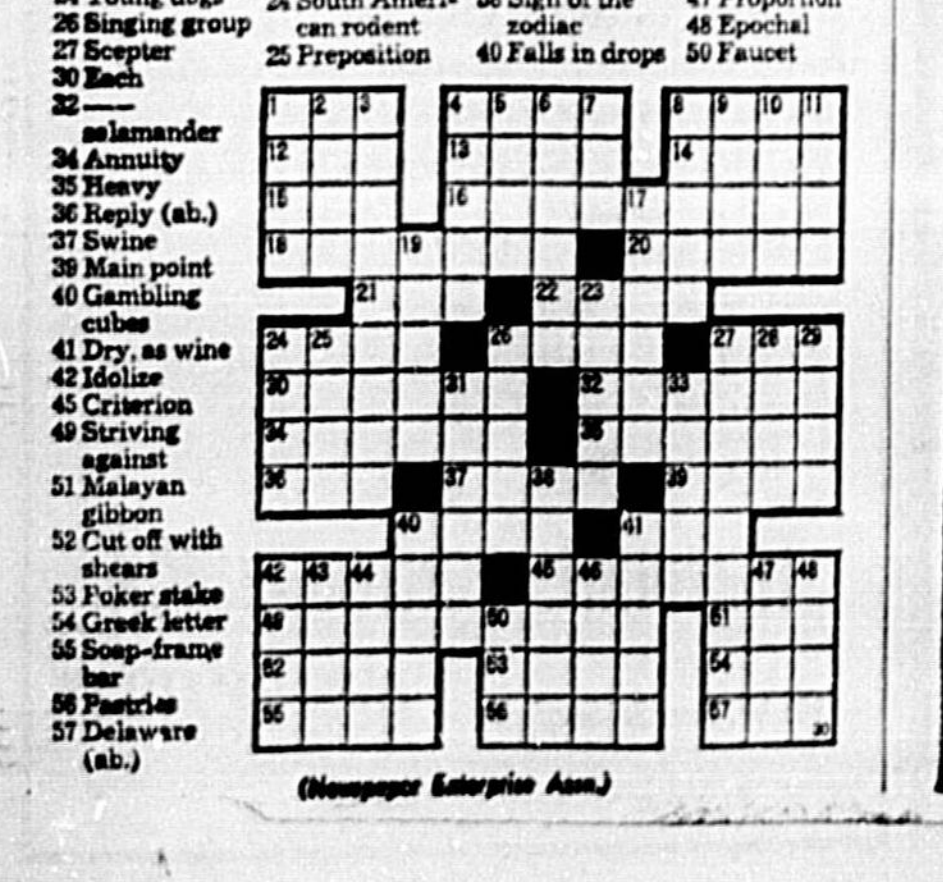 Young dogs
26 Singing group
27 Scepter
30 Each
32 ——
salamander
34 Annuity
35 Heavy
36 Reply (ab.)
37 Swine
39 Main point
40 Gambling
cubes
41 Dry, as wine
42 Idolize
45 Criterion
49 Striving
against
51 Malayan
gibbon
52 Cut off with
shears
53 Poker stake
54 Greek letter
55 Soap-frame
bar
56 Pastries
57 Delaware
(ab.)
24 South Ameri-
can rodent
25 Preposition
Sign of the
zodiac
40 Falls in drops
47 Proportion
48 Epochal
50 Faucet
1 2 3 4 5 6 7 8 9 10 11
12 13 14
15 16 17
18 19 20
21 22 23
24 25 26 27 28 29
30 31 32 33
34 35
36 37 38 39
40 41
42 43 44 45 46 47 48
49 50 51
52 53 54
55 56 57
(Newspaper Enterprise Assn.)